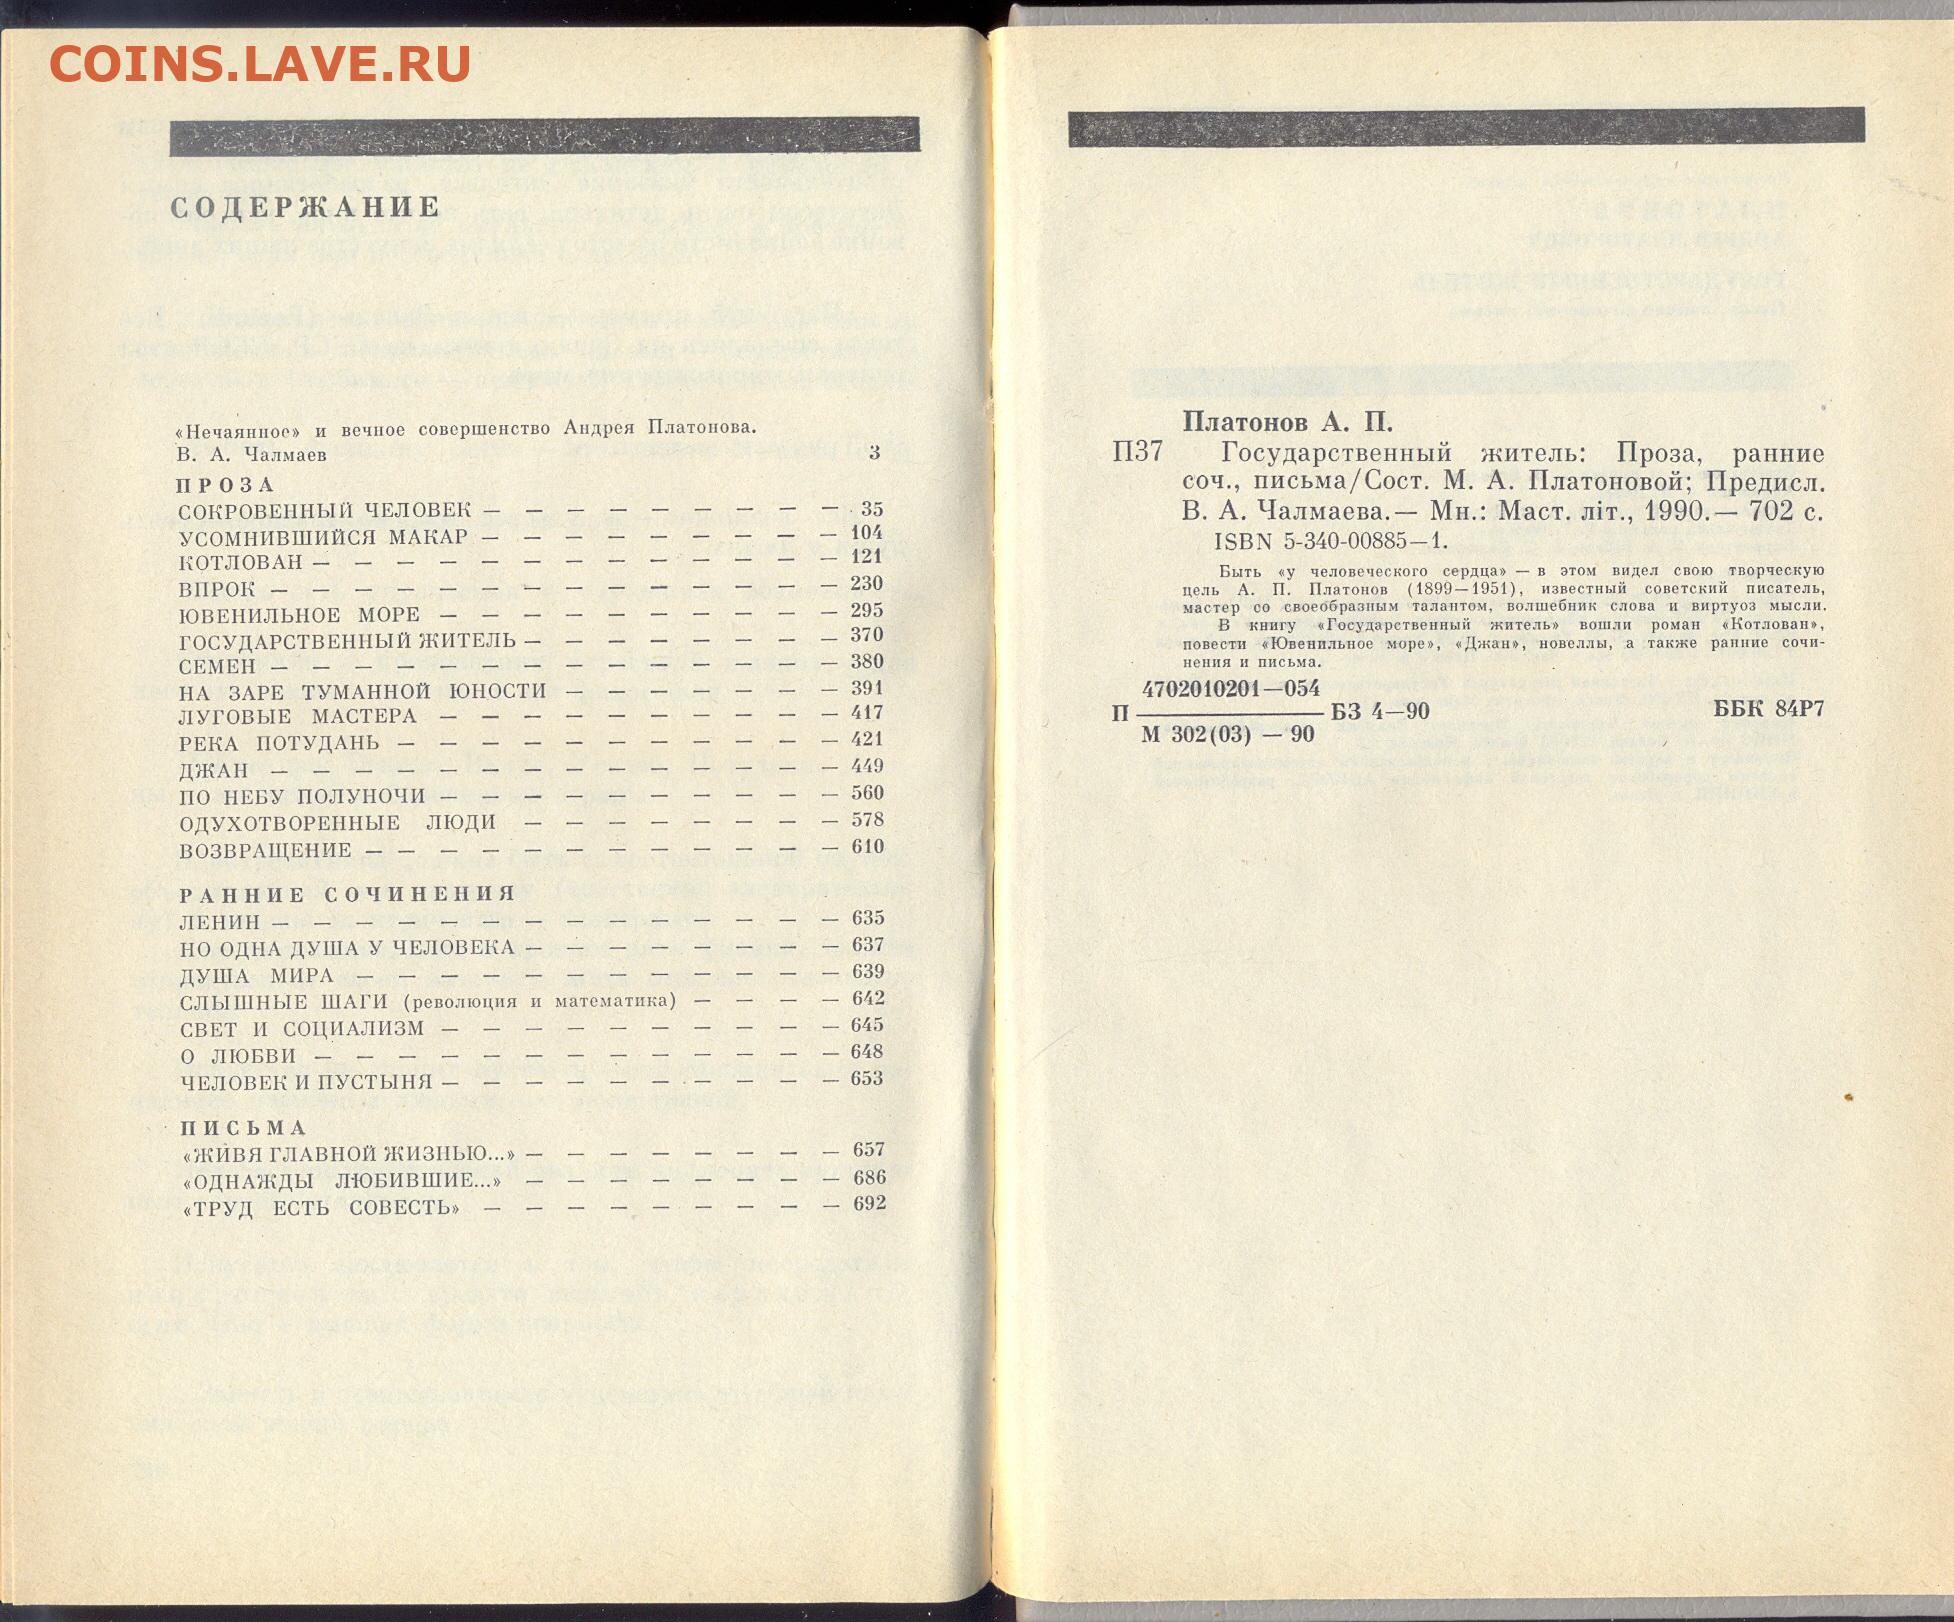 COINS.LAVE.RU
СОДЕРЖАНИЕ
«Нечаянное» и вечное совершенство Андрея Платонова.
В. А. Чалмаев 3
ПРОЗА
СОКРОВЕННЫЙ ЧЕЛОВЕК — — — — — — — — — 35
УСОМНИВШИЙСЯ МАКАР — — — — — — — — — 104
КОТЛОВАН — — — — — — — — — — — — — 121
ВПРОК — — — — — — — — — — — — — — 230
ЮВЕНИЛЬНОЕ МОРЕ — — — — — — — — — — 295
ГОСУДАРСТВЕННЫЙ ЖИТЕЛЬ — — — — — — — — 370
СЕМЕН — — — — — — — — — — — — — — 380
НА ЗАРЕ ТУМАННОЙ ЮНОСТИ — — — — — — — 391
ЛУГОВЫЕ МАСТЕРА — — — — — — — — — — 417
РЕКА ПОТУДАНЬ — — — — — — — — — — — 421
ДЖАН — — — — — — — — — — — — — — 449
ПО НЕБУ ПОЛУНОЧИ — — — — — — — — — — 560
ОДУХОТВОРЕННЫЕ ЛЮДИ — — — — — — — — 578
ВОЗВРАЩЕНИЕ — — — — — — — — — — — — 610
РАННИЕ СОЧИНЕНИЯ
ЛЕНИН — — — — — — — — — — — — — — 635
НО ОДНА ДУША У ЧЕЛОВЕКА — — — — — — — — 637
ДУША МИРА — — — — — — — — — — — — 639
СЛЫШНЫЕ ШАГИ (революция и математика) — — — — 642
СВЕТ И СОЦИАЛИЗМ — — — — — — — — — — 645
О ЛЮБВИ — — — — — — — — — — — — — 648
ЧЕЛОВЕК И ПУСТЫНЯ — — — — — — — — — — 653
ПИСЬМА
«ЖИВЯ ГЛАВНОЙ ЖИЗНЬЮ...» — — — — — — — — 657
«ОДНАЖДЫ ЛЮБИВШИЕ...» — — — — — — — — 686
«ТРУД ЕСТЬ СОВЕСТЬ» — — — — — — — — — 692
Платонов А. П.
П37 Государственный житель: Проза, ранние
соч., письма/Сост. М. А. Платоновой; Предисл.
В. А. Чалмаева.— Мн.: Маст. літ., 1990.— 702 с.
ISBN 5-340-00885—1.
Быть «у человеческого сердца» — в этом видел свою творческую
цель А. П. Платонов (1899—1951), известный советский писатель,
мастер со своеобразным талантом, волшебник слова и виртуоз мысли.
В книгу «Государственный житель» вошли роман «Котлован»,
повести «Ювенильное море», «Джан», новеллы, а также ранние сочи-
нения и письма.
4702010201—054
П ———— БЗ 4—90 ББК 84Р7
М 302(03) — 90